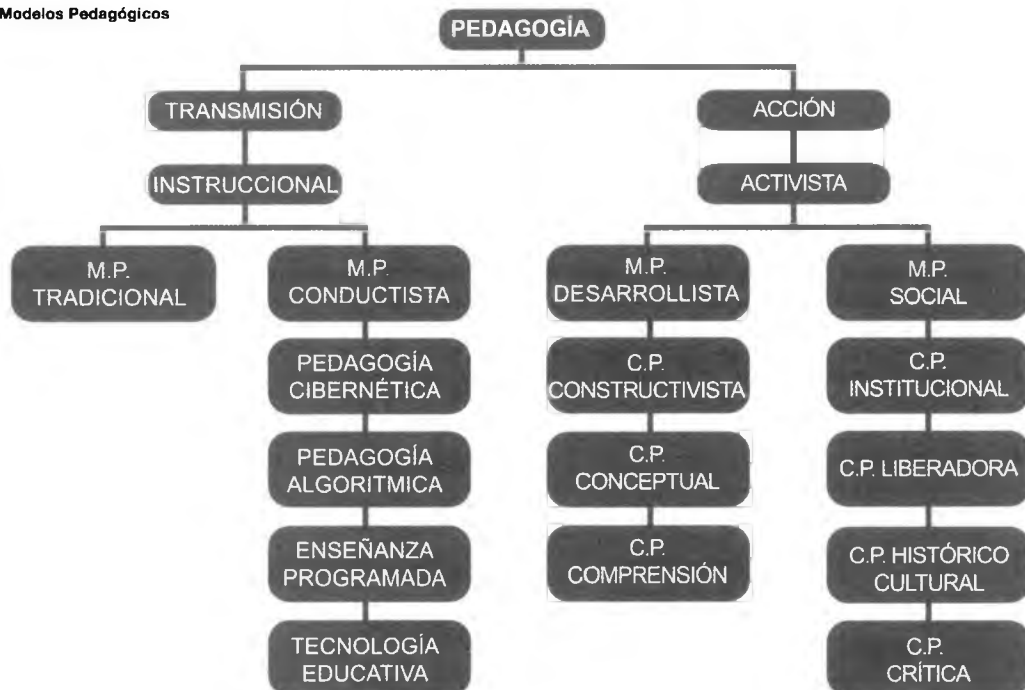 Modelos Pedagógicos
PEDAGOGÍA
TRANSMISIÓN
INSTRUCCIONAL
M.P.
TRADICIONAL
M.P.
CONDUCTISTA
PEDAGOGÍA
CIBERNÉTICA
PEDAGOGÍA
ALGORITMICA
ENSEÑANZA
PROGRAMADA
TECNOLOGÍA
EDUCATIVA
ACCIÓN
ACTIVISTA
M.P.
DESARROLLISTA
C.P.
CONSTRUCTIVISTA
C.P.
CONCEPTUAL
C.P.
COMPRENSIÓN
M.P.
SOCIAL
C.P.
INSTITUCIONAL
C.P. LIBERADORA
C.P. HISTÓRICO
CULTURAL
C.P.
CRÍTICA